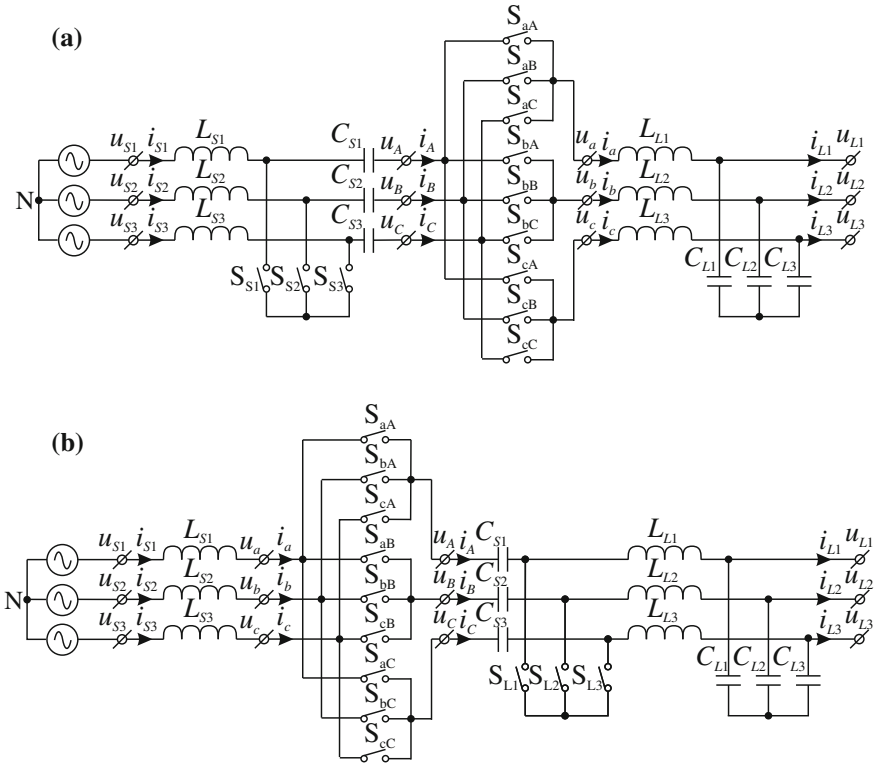 (a)
S_aA
S_aB
S_aC
S_bA
S_bB
S_bC
S_cA
S_cB
S_cC
N
u_S1 i_S1 L_S1 C_S1 u_A i_A u_a i_a L_L1 i_L1 u_L1
u_S2 i_S2 L_S2 C_S2 u_B i_B u_b i_b L_L2 i_L2 u_L2
u_S3 i_S3 L_S3 C_S3 u_C i_C u_c i_c L_L3 i_L3 u_L3
S_S1 S_S2 S_S3
C_L1 C_L2 C_L3
(b)
S_aA
S_bA
S_cA
S_aB
S_bB
S_cB
S_aC
S_bC
S_cC
N
u_S1 i_S1 L_S1 u_a i_a u_A i_A C_S1 L_L1 i_L1 u_L1
u_S2 i_S2 L_S2 u_b i_b u_B i_B C_S2 L_L2 i_L2 u_L2
u_S3 i_S3 L_S3 u_c i_c u_C i_C C_S3 L_L3 i_L3 u_L3
S_L1 S_L2 S_L3
C_L1 C_L2 C_L3